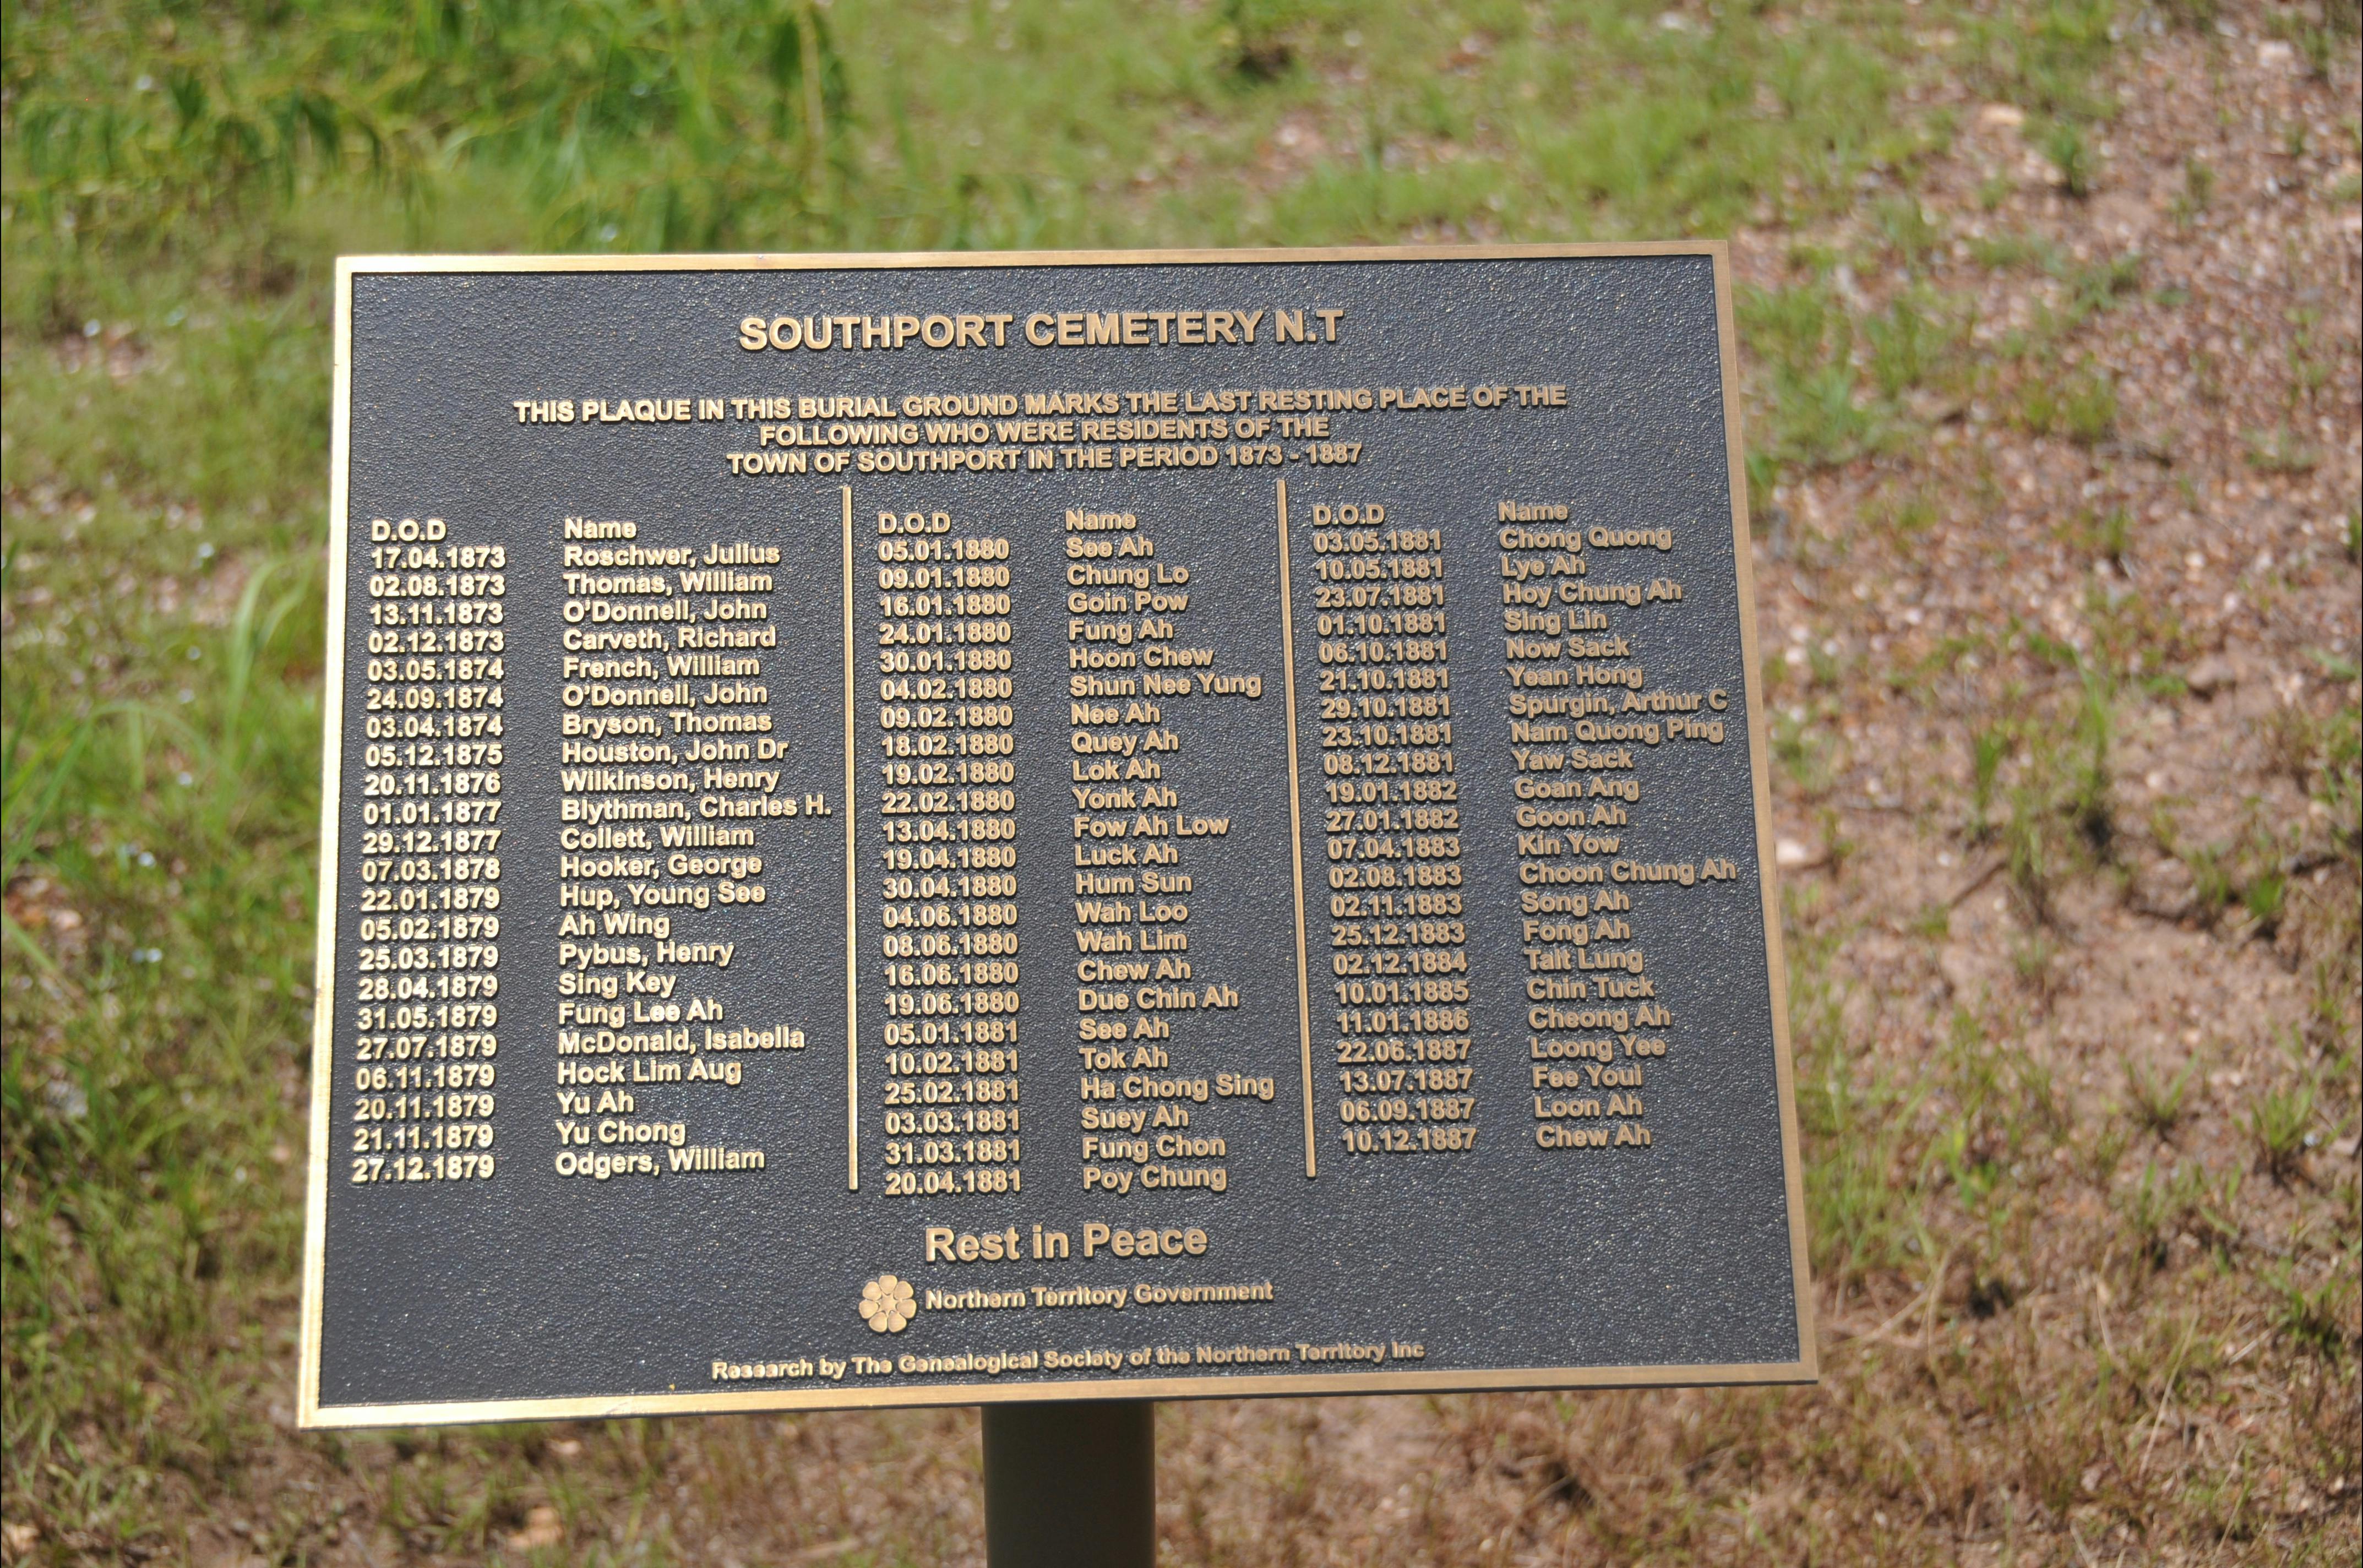 SOUTHPORT CEMETERY N.T
THIS PLAQUE IN THIS BURIAL GROUND MARKS THE LAST RESTING PLACE OF THE
FOLLOWING WHO WERE RESIDENTS OF THE
TOWN OF SOUTHPORT IN THE PERIOD 1873 - 1887
D.O.D Name
17.04.1873 Roschwer, Julius
02.08.1873 Thomas, William
13.11.1873 O'Donnell, John
02.12.1873 Carveth, Richard
03.05.1874 French, William
24.09.1874 O'Donnell, John
03.04.1874 Bryson, Thomas
05.12.1875 Houston, John Dr
20.11.1876 Wilkinson, Henry
01.01.1877 Blythman, Charles H.
29.12.1877 Collett, William
07.03.1878 Hooker, George
22.01.1879 Hup, Young See
05.02.1879 Ah Wing
25.03.1879 Pybus, Henry
28.04.1879 Sing Key
31.05.1879 Fung Lee Ah
27.07.1879 McDonald, Isabella
06.11.1879 Hock Lim Aug
20.11.1879 Yu Ah
21.11.1879 Yu Chong
27.12.1879 Odgers, William
D.O.D Name
05.01.1880 See Ah
09.01.1880 Chung Lo
16.01.1880 Goin Pow
24.01.1880 Fung Ah
30.01.1880 Hoon Chew
04.02.1880 Shun Nee Yung
09.02.1880 Nee Ah
18.02.1880 Quey Ah
19.02.1880 Lok Ah
22.02.1880 Yonk Ah
13.04.1880 Fow Ah Low
19.04.1880 Luck Ah
30.04.1880 Hum Sun
04.06.1880 Wah Loo
08.06.1880 Wah Lim
16.06.1880 Chew Ah
19.06.1880 Due Chin Ah
05.01.1881 See Ah
10.02.1881 Tok Ah
25.02.1881 Ha Chong Sing
03.03.1881 Suey Ah
31.03.1881 Fung Chon
20.04.1881 Poy Chung
D.O.D Name
03.05.1881 Chong Quong
10.05.1881 Lye Ah
23.07.1881 Hoy Chung Ah
01.10.1881 Sing Lin
06.10.1881 Now Sack
21.10.1881 Yean Hong
29.10.1881 Spurgin, Arthur C
23.10.1881 Nam Quong Ping
08.12.1881 Yaw Sack
19.01.1882 Goan Ang
27.01.1882 Goon Ah
07.04.1883 Kin Yow
02.08.1883 Choon Chung Ah
02.11.1883 Song Ah
25.12.1883 Fong Ah
02.12.1884 Tait Lung
10.01.1885 Chin Tuck
11.01.1886 Cheong Ah
22.06.1887 Loong Yee
13.07.1887 Fee Youl
06.09.1887 Loon Ah
10.12.1887 Chew Ah
Rest in Peace
Northern Territory Government
Research by The Genealogical Society of the Northern Territory Inc